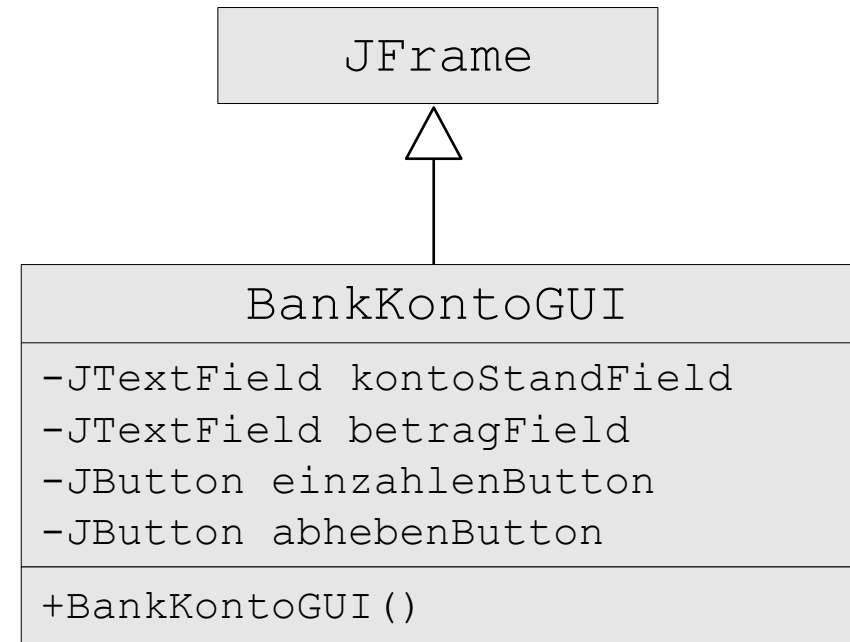 JFrame
BankKontoGUI
-JTextField kontoStandField
-JTextField betragField
-JButton einzahlenButton
-JButton abhebenButton
+BankKontoGUI()